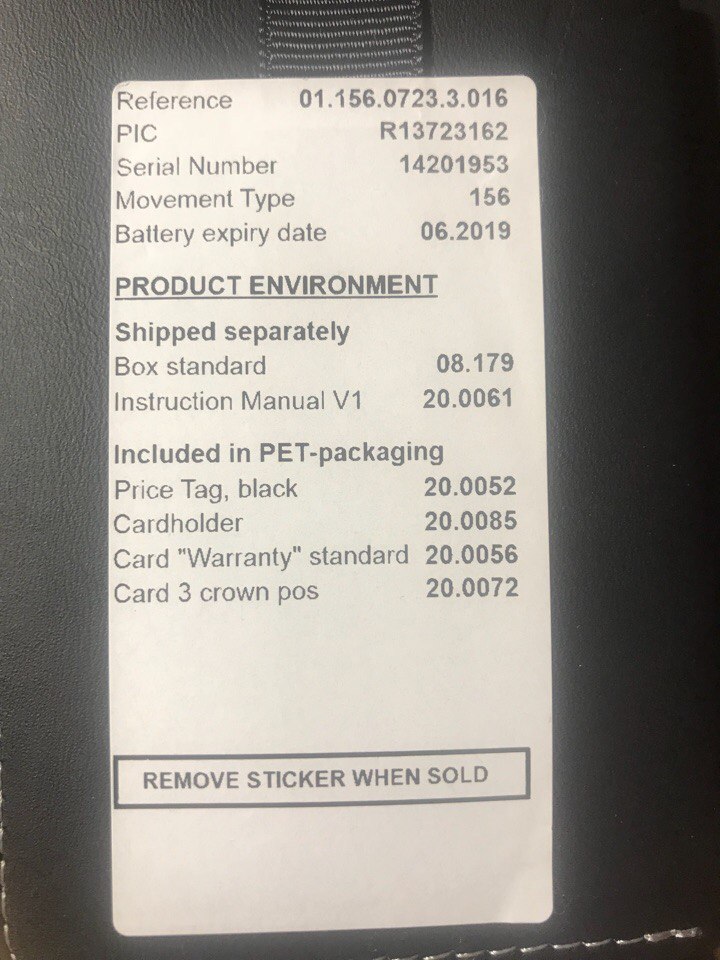 Reference 01.156.0723.3.016
PIC R13723162
Serial Number 14201953
Movement Type 156
Battery expiry date 06.2019
PRODUCT ENVIRONMENT
Shipped separately
Box standard 08.179
Instruction Manual V1 20.0061
Included in PET-packaging
Price Tag, black 20.0052
Cardholder 20.0085
Card "Warranty" standard 20.0056
Card 3 crown pos 20.0072
REMOVE STICKER WHEN SOLD